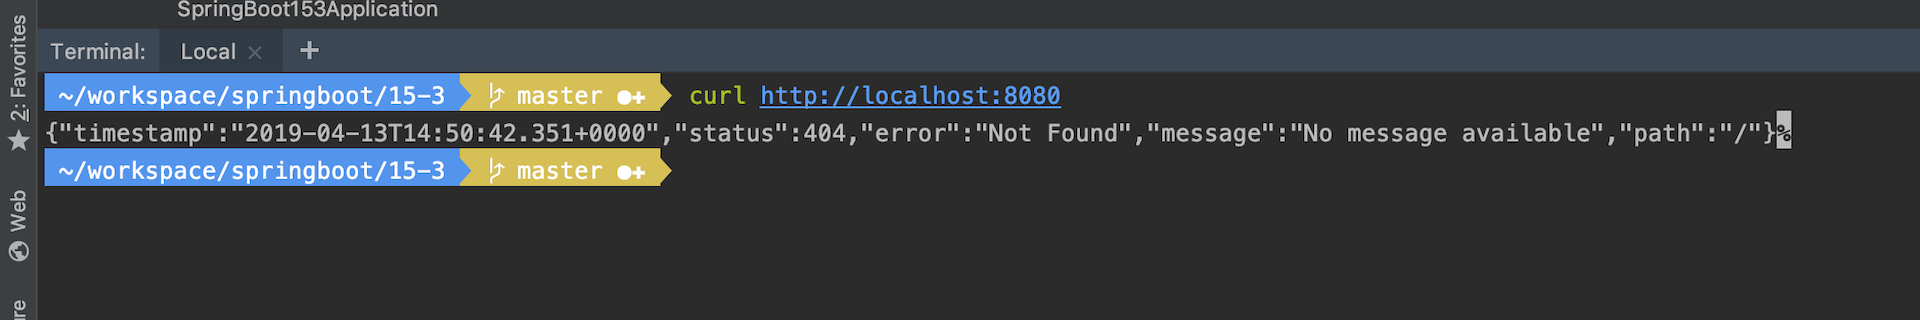 SpringBoot153Application
Terminal: Local × +
~/workspace/springboot/15-3 master ●+ curl http://localhost:8080
{"timestamp":"2019-04-13T14:50:42.351+0000","status":404,"error":"Not Found","message":"No message available","path":"/"}%
~/workspace/springboot/15-3 master ●+
2: Favorites
Web
re